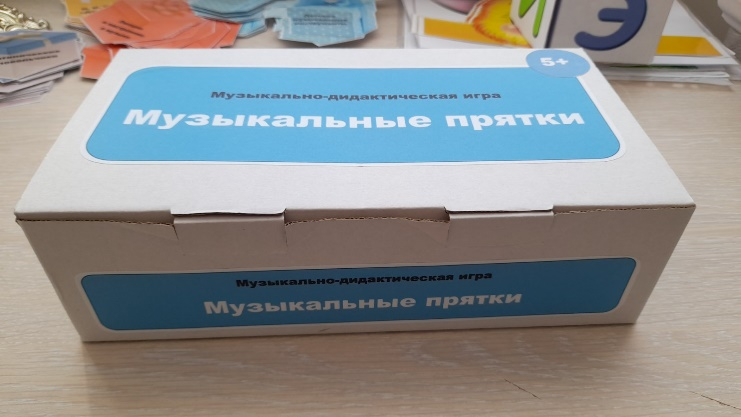 5+
Музыкально-дидактическая игра
Музыкальные прятки
Музыкально-дидактическая игра
Музыкальные прятки
Э